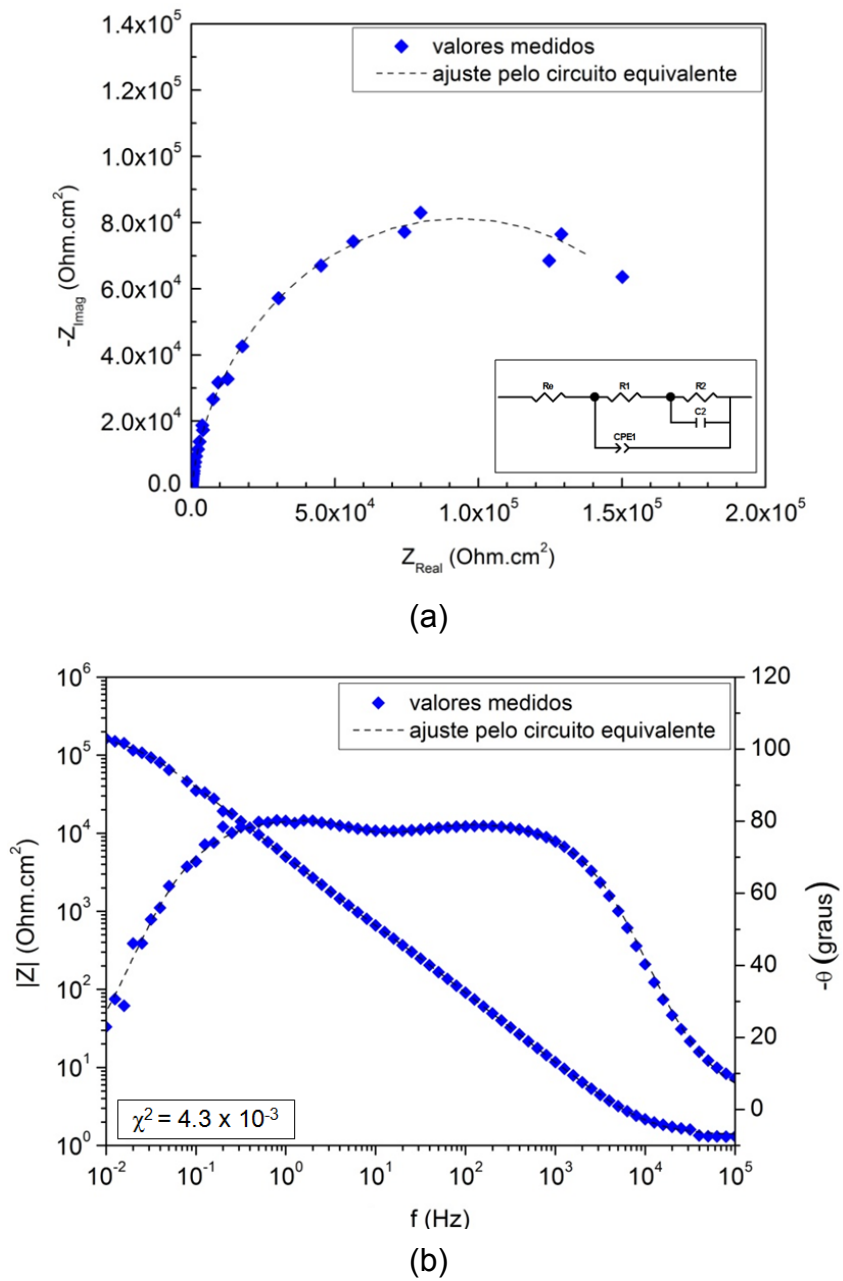 1.4x10⁵
1.2x10⁵
1.0x10⁵
8.0x10⁴
6.0x10⁴
4.0x10⁴
2.0x10⁴
0.0
-Z_Imag (Ohm.cm²)
valores medidos
ajuste pelo circuito equivalente
Re
R1
R2
C2
CPE1
0.0
5.0x10⁴
1.0x10⁵
1.5x10⁵
2.0x10⁵
Z_Real (Ohm.cm²)
(a)
10⁶
10⁵
10⁴
10³
10²
10¹
10⁰
|Z| (Ohm.cm²)
valores medidos
ajuste pelo circuito equivalente
120
100
80
60
40
20
0
-θ (graus)
χ² = 4.3 x 10⁻³
10⁻²
10⁻¹
10⁰
10¹
10²
10³
10⁴
10⁵
f (Hz)
(b)